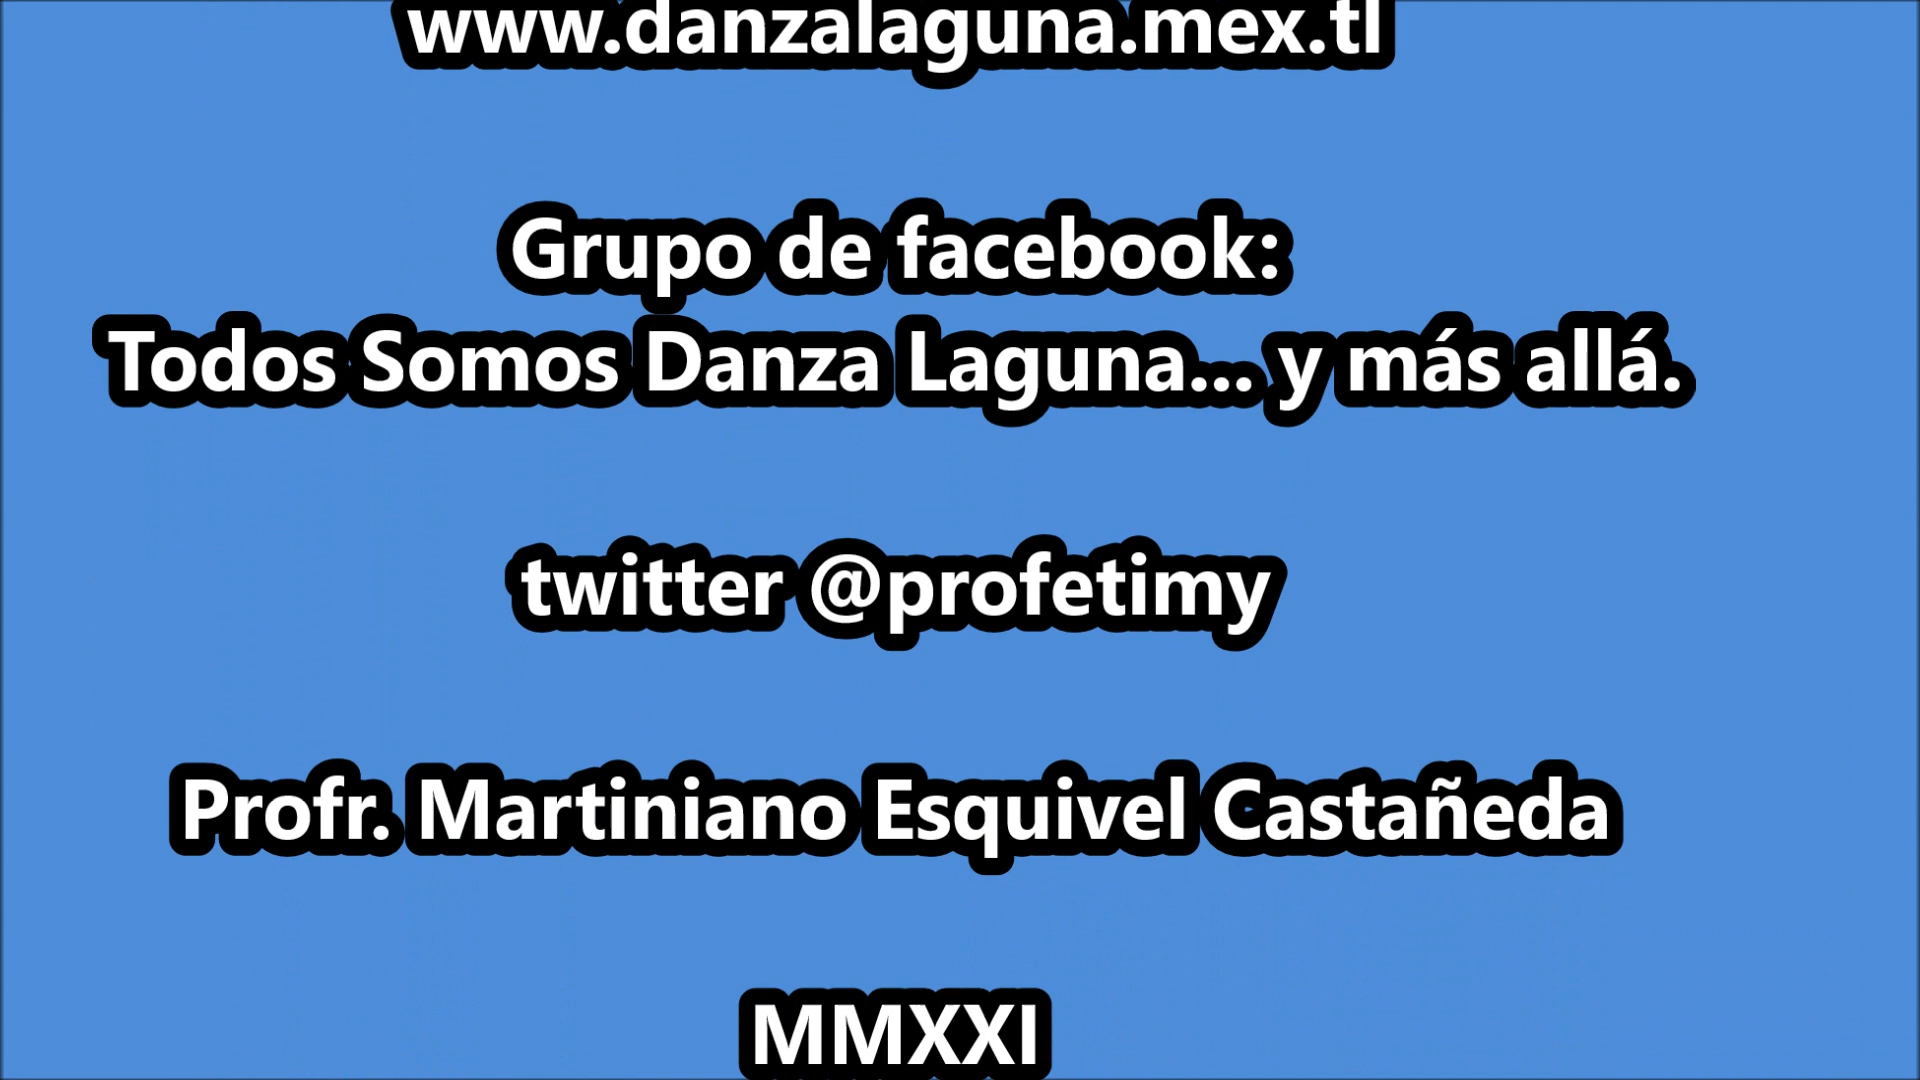 www.danzalaguna.mex.tl
Grupo de facebook:
Todos Somos Danza Laguna... y más allá.
twitter @profetimy
Profr. Martiniano Esquivel Castañeda
MMXXI